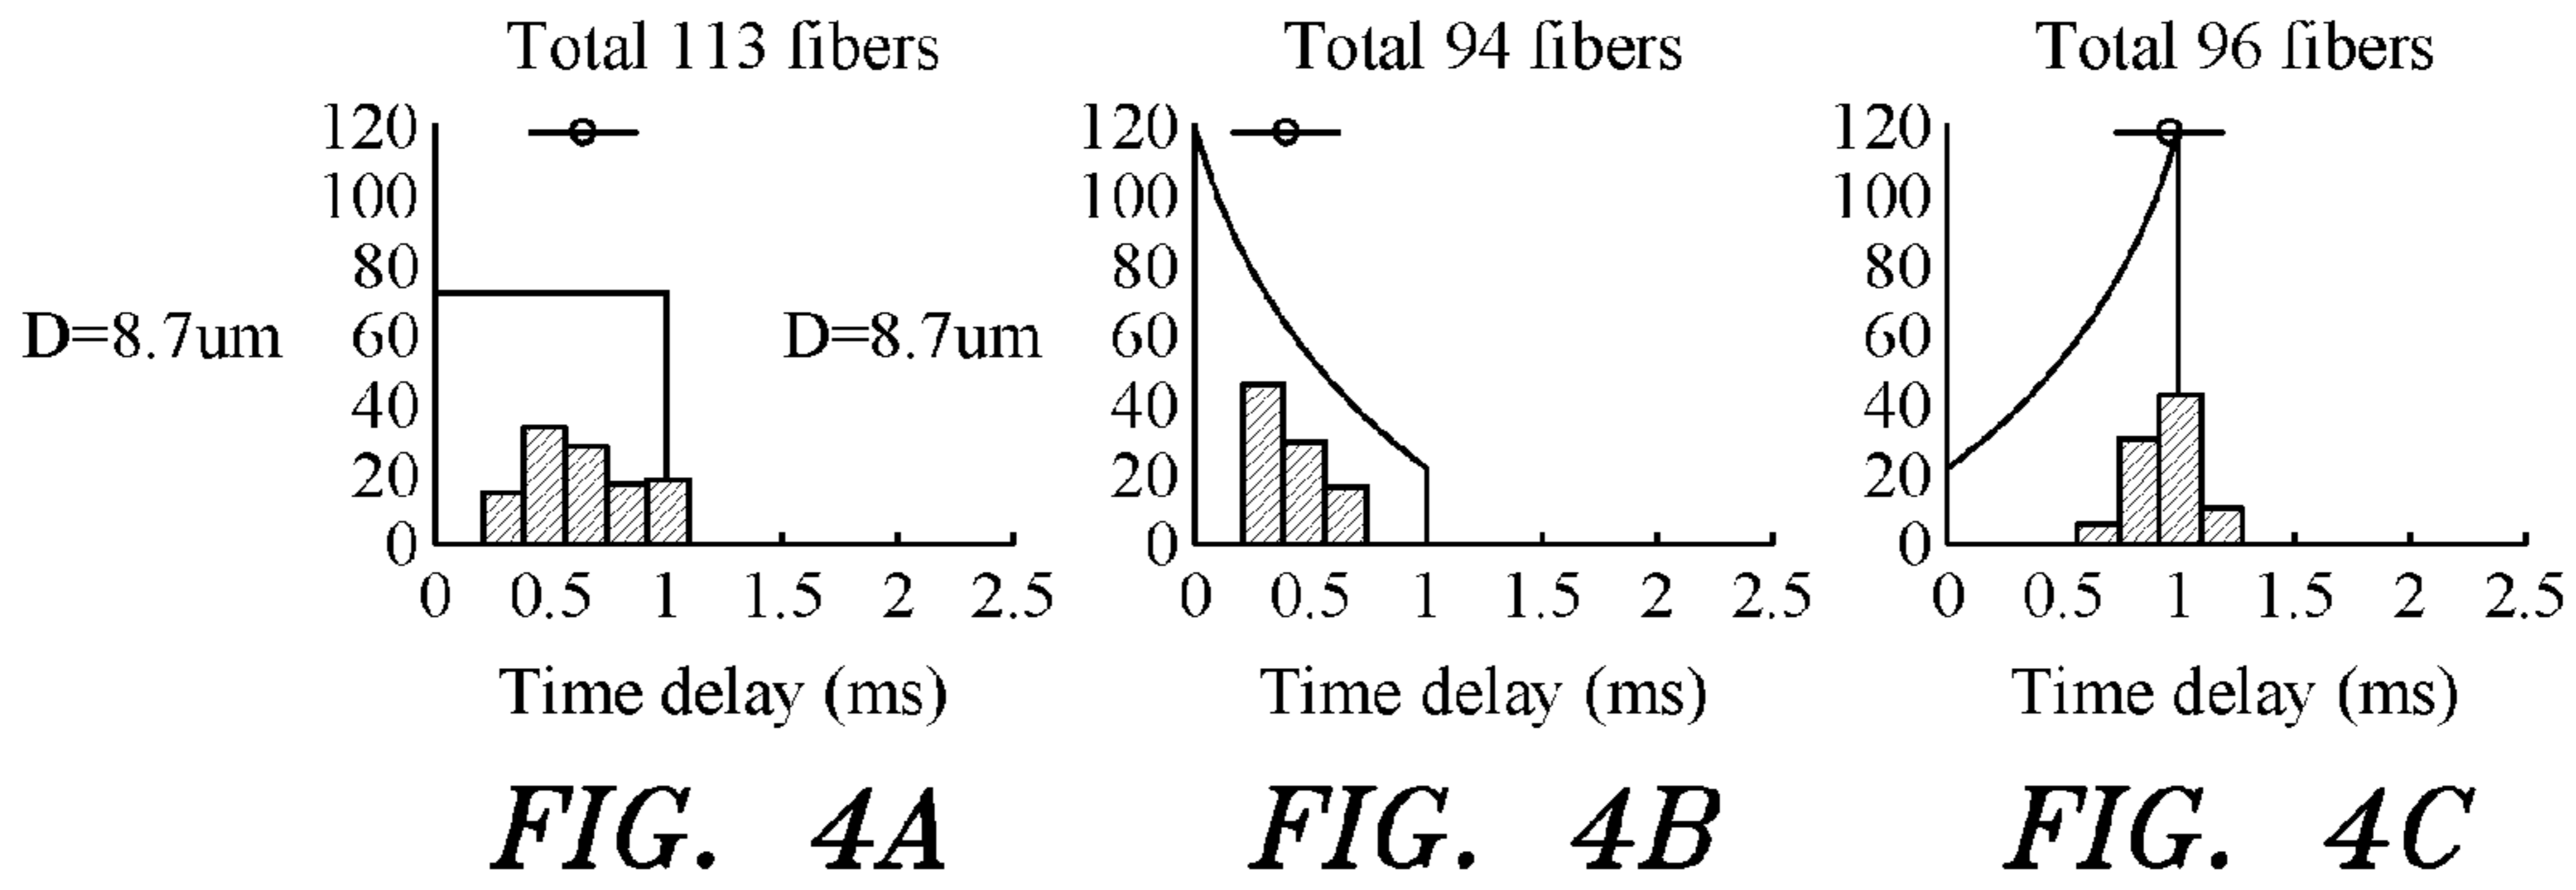 Total 113 fibers
120
100
80
60
40
20
0
D=8.7um
0 0.5 1 1.5 2 2.5
Time delay (ms)
FIG. 4A
Total 94 fibers
120
100
80
60
40
20
0
D=8.7um
0 0.5 1 1.5 2 2.5
Time delay (ms)
FIG. 4B
Total 96 fibers
120
100
80
60
40
20
0
0 0.5 1 1.5 2 2.5
Time delay (ms)
FIG. 4C